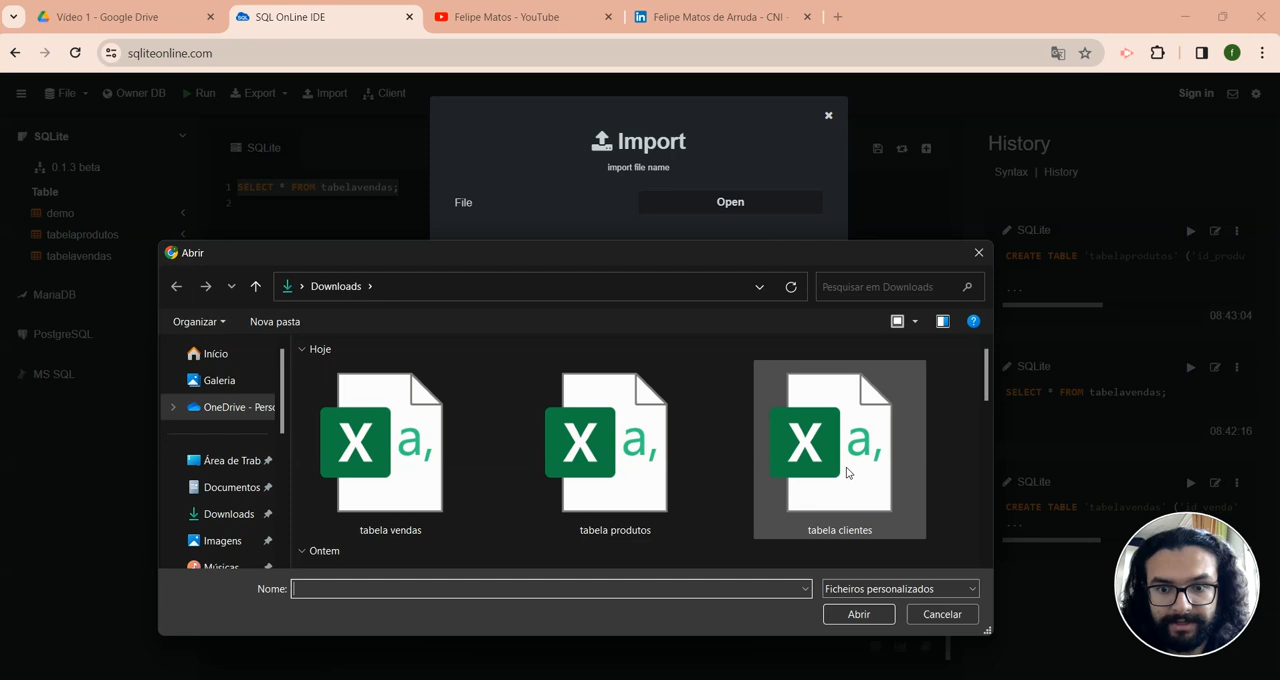 Vídeo 1 - Google Drive
SQL OnLine IDE
Felipe Matos - YouTube
Felipe Matos de Arruda - CNI -
sqliteonline.com
f
File
Owner DB
Run
Export
Import
Client
Sign in
SQLite
0.1.3 beta
Table
demo
tabelaprodutos
tabelavendas
MariaDB
PostgreSQL
MS SQL
SQLite
1 SELECT * FROM tabelavendas;
2
Import
import file name
File
Open
History
Syntax | History
SQLite
CREATE TABLE 'tabelaprodutos' ('id_produ
...
08:43:04
SQLite
SELECT * FROM tabelavendas;
08:42:16
SQLite
CREATE TABLE 'tabelavendas' ('id_venda'
...
Abrir
Downloads
Pesquisar em Downloads
Organizar
Nova pasta
Início
Galeria
OneDrive - Perso
Área de Trab
Documentos
Downloads
Imagens
Músicas
Hoje
X a,
tabela vendas
X a,
tabela produtos
X a,
tabela clientes
Ontem
Nome:
Ficheiros personalizados
Abrir
Cancelar